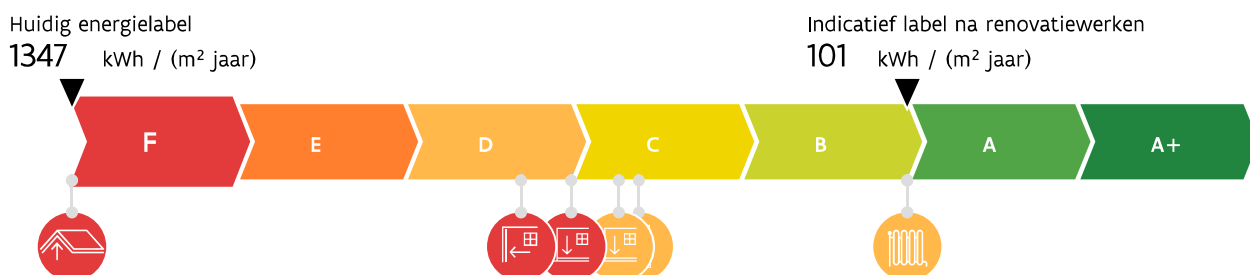 Huidig energielabel
1347 kWh / (m² jaar)
Indicatief label na renovatiewerken
101 kWh / (m² jaar)
F E D C B A A+